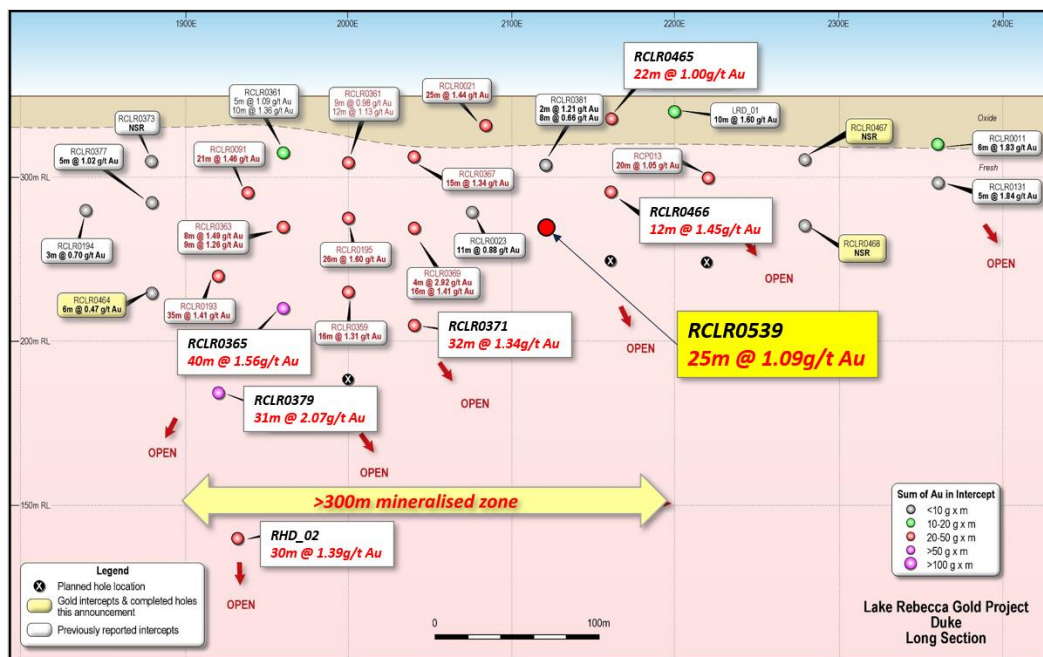 1900E
2000E
2100E
2200E
2300E
2400E
RCLR0465
22m @ 1.00g/t Au
RCLR0361
5m @ 1.09 g/t Au
10m @ 1.36 g/t Au
RCLR0361
9m @ 0.98 g/t Au
12m @ 1.13 g/t Au
RCLR0021
25m @ 1.44 g/t Au
RCLR0381
2m @ 1.21 g/t Au
8m @ 0.66 g/t Au
LRD_01
10m @ 1.60 g/t Au
RCLR0373
NSR
Oxide
RCLR0467
NSR
RCLR0011
6m @ 1.83 g/t Au
RCLR0377
5m @ 1.02 g/t Au
RCLR0091
21m @ 1.46 g/t Au
RCP013
20m @ 1.05 g/t Au
RCLR0367
15m @ 1.34 g/t Au
Fresh
300m RL
RCLR0131
5m @ 1.84 g/t Au
RCLR0466
12m @ 1.45g/t Au
RCLR0194
3m @ 0.70 g/t Au
RCLR0363
8m @ 1.49 g/t Au
9m @ 1.26 g/t Au
RCLR0195
26m @ 1.60 g/t Au
RCLR0023
11m @ 0.88 g/t Au
RCLR0468
NSR
RCLR0369
4m @ 2.92 g/t Au
16m @ 1.41 g/t Au
X
X
OPEN
OPEN
RCLR0464
6m @ 0.47 g/t Au
RCLR0193
35m @ 1.41 g/t Au
RCLR0359
16m @ 1.31 g/t Au
RCLR0365
40m @ 1.56g/t Au
RCLR0371
32m @ 1.34g/t Au
RCLR0539
25m @ 1.09g/t Au
200m RL
OPEN
X
RCLR0379
31m @ 2.07g/t Au
OPEN
OPEN
OPEN
>300m mineralised zone
150m RL
Sum of Au in Intercept
<10 g x m
10-20 g x m
20-50 g x m
>50 g x m
>100 g x m
RHD_02
30m @ 1.39g/t Au
OPEN
Legend
X Planned hole location
Gold intercepts & completed holes
this announcement
Previously reported intercepts
0
100m
Lake Rebecca Gold Project
Duke
Long Section